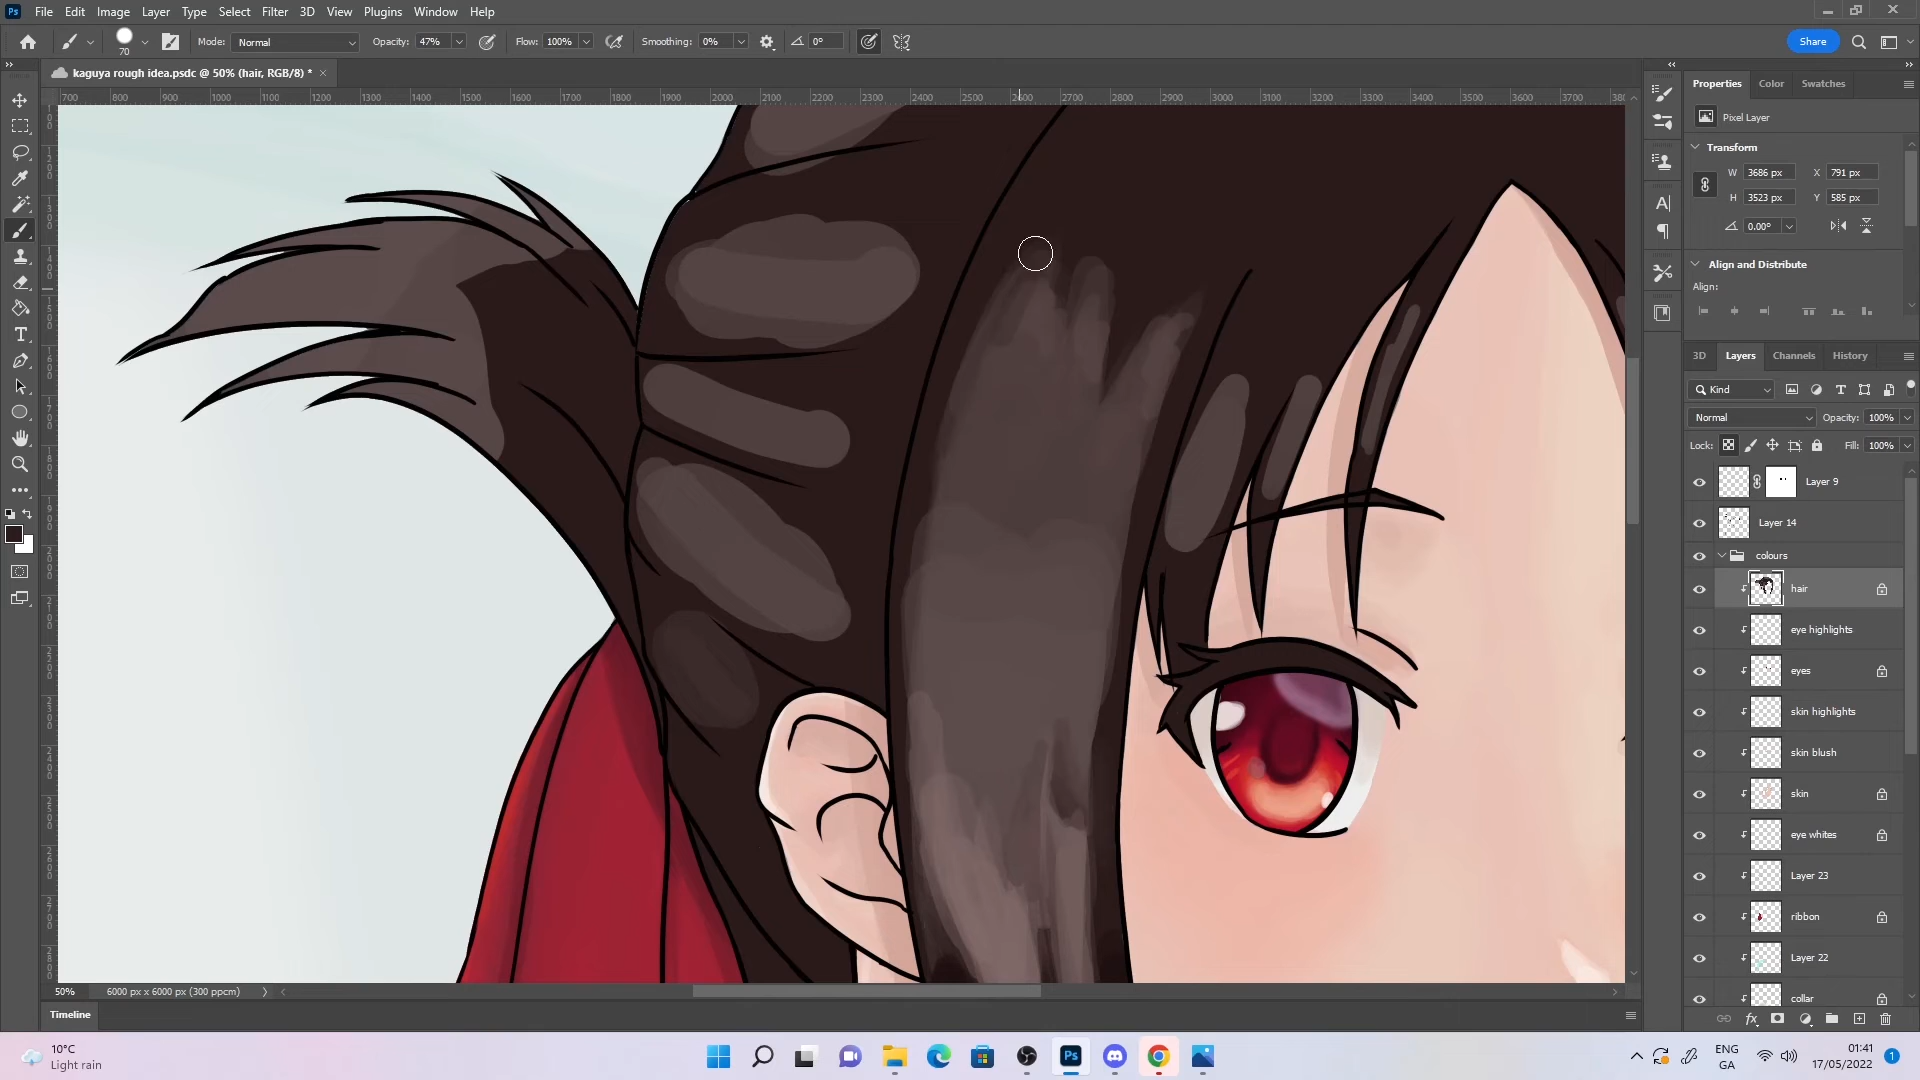 Ps File Edit Image Layer Type Select Filter 3D View Plugins Window Help
70 Mode: Normal Opacity: 47% Flow: 100% Smoothing: 0% 0° Share
kaguya rough idea.psdc @ 50% (hair, RGB/8) *
700 800 900 1000 1100 1200 1300 1400 1500 1600 1700 1800 1900 2000 2100 2200 2300 2400 2500 2600 2700 2800 2900 3000 3100 3200 3300 3400 3500 3600 3700 380
Properties Color Swatches
Pixel Layer
Transform
W 3686 px X 791 px
H 3523 px Y 585 px
0.00°
Align and Distribute
Align:
3D Layers Channels History
Kind
Normal Opacity: 100%
Lock: Fill: 100%
Layer 9
Layer 14
colours
hair
eye highlights
eyes
skin highlights
skin blush
skin
eye whites
Layer 23
ribbon
Layer 22
collar
50% 6000 px x 6000 px (300 ppcm)
Timeline
10°C
Light rain
ENG
GA
01:41
17/05/2022
1